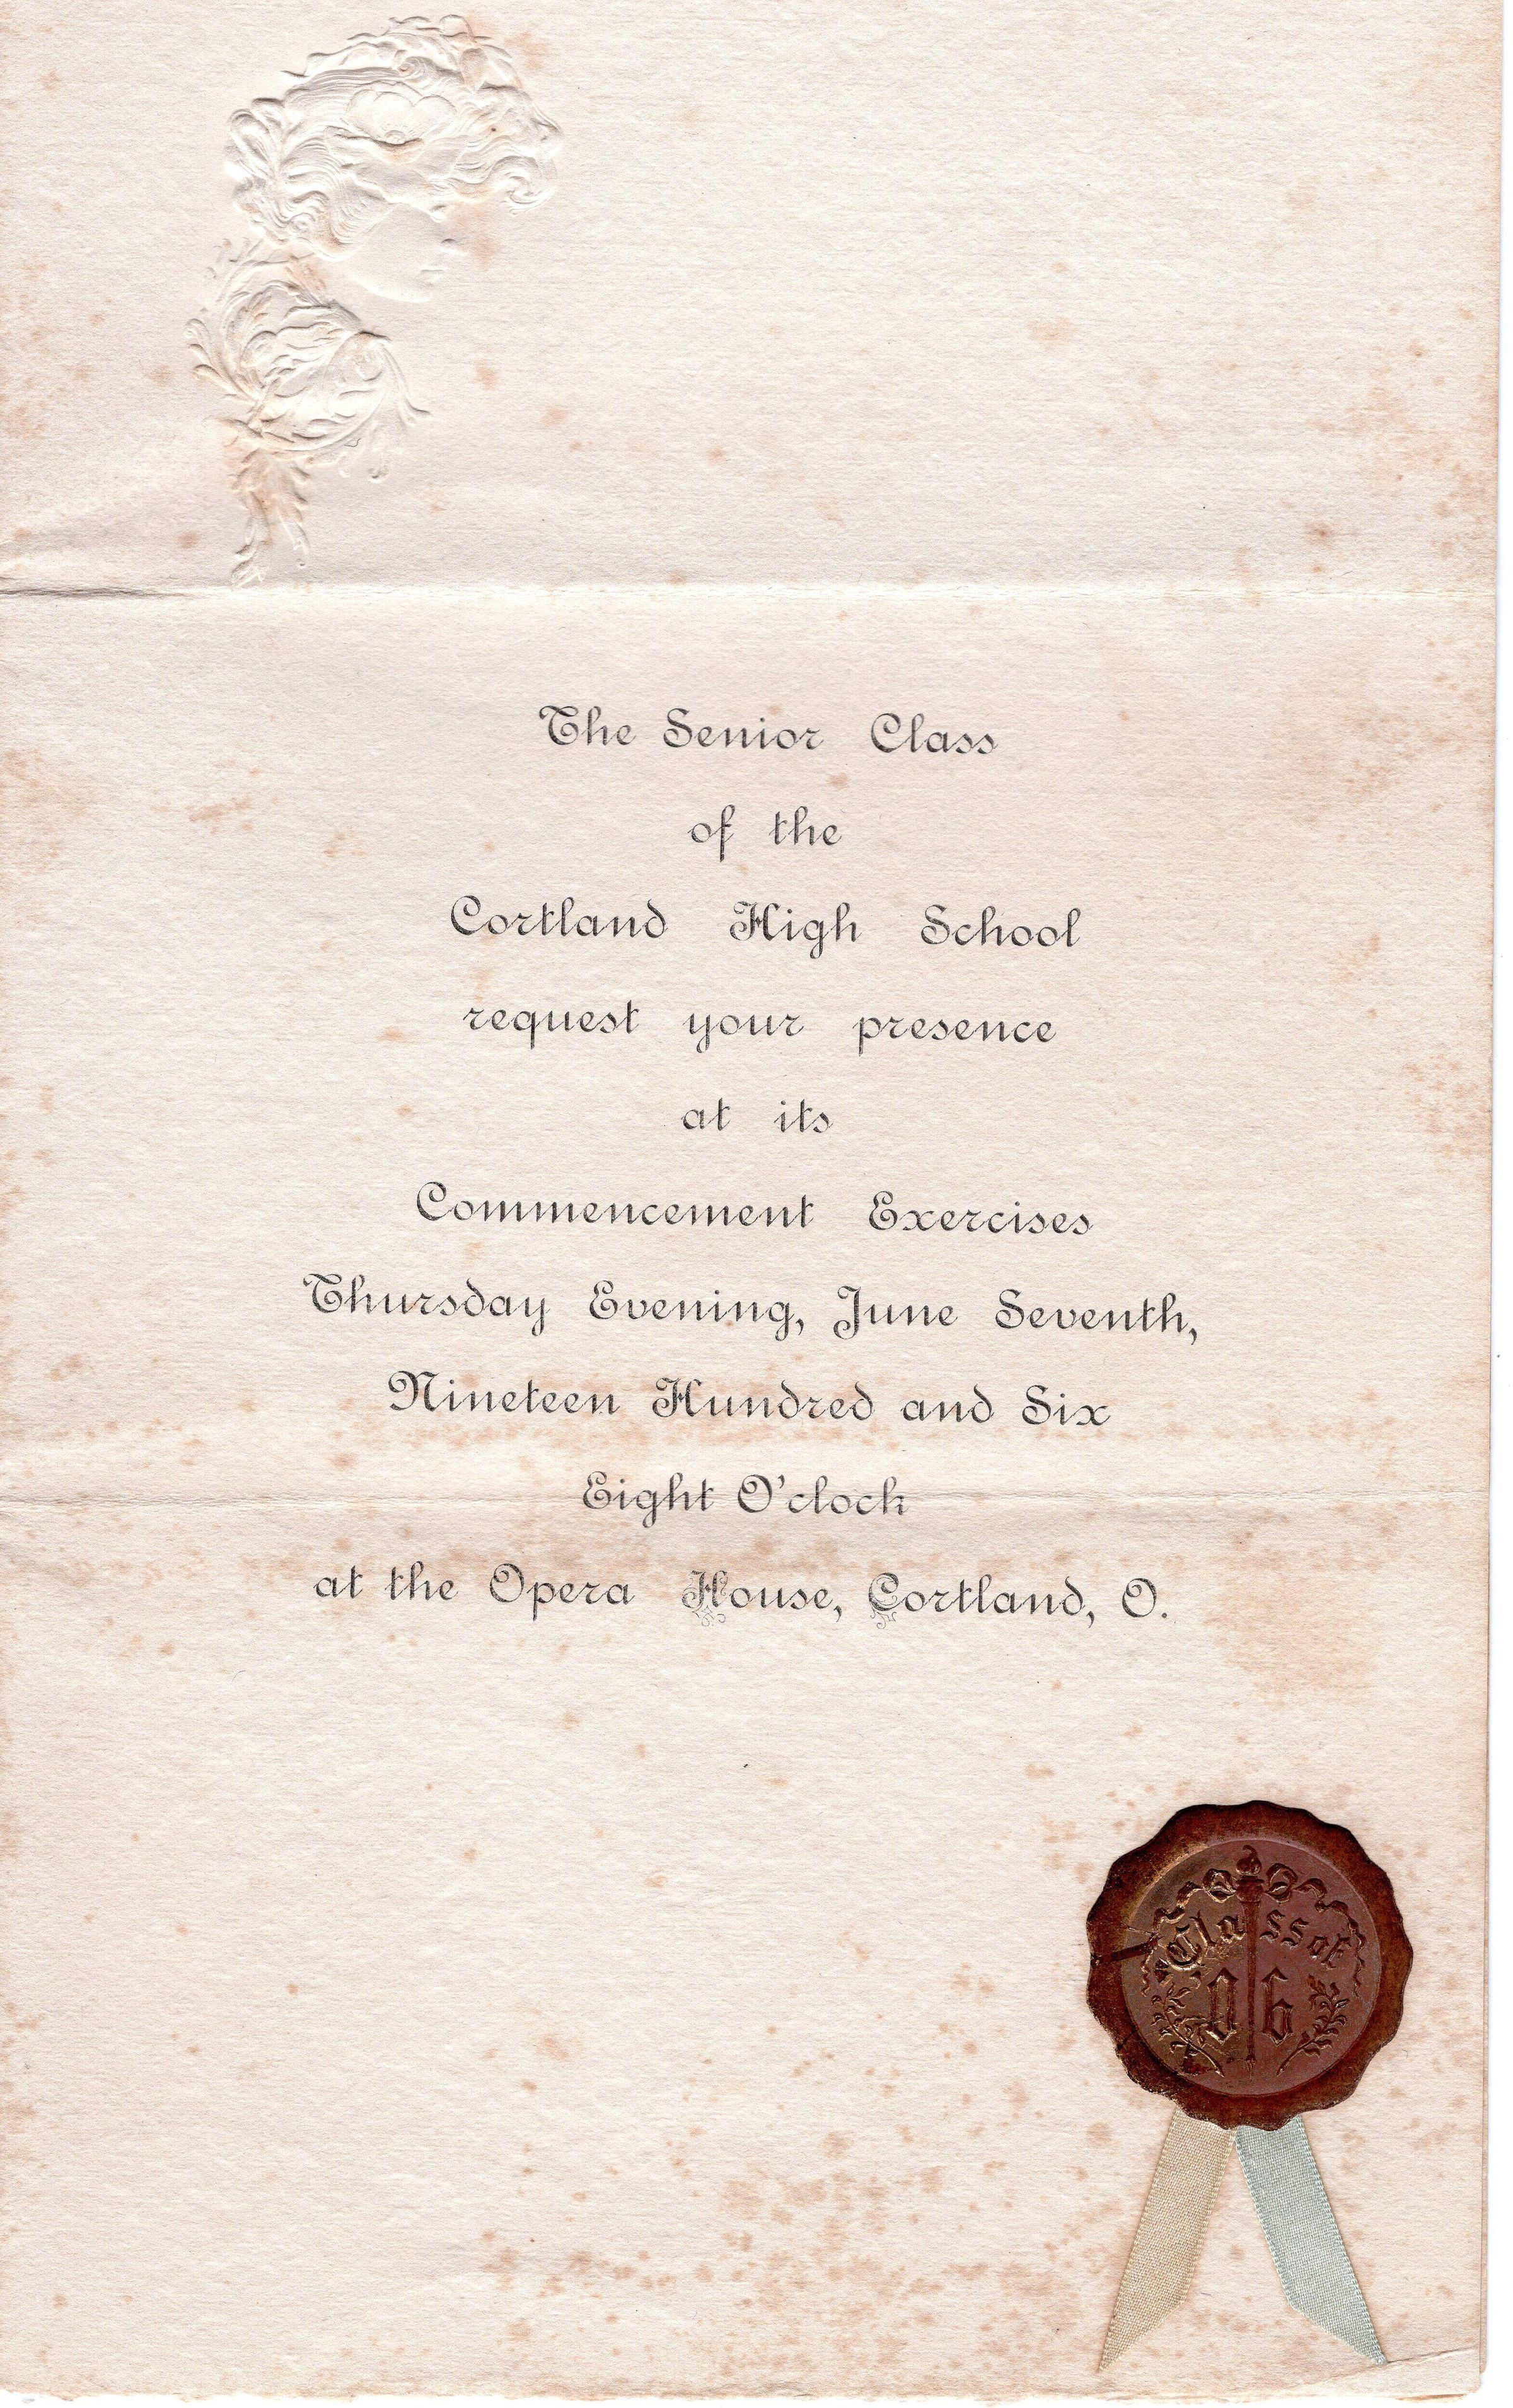 The Senior Class
of the
Cortland High School
request your presence
at its
Commencement Exercises
Thursday Evening, June Seventh,
Nineteen Hundred and Six
Eight O'clock
at the Opera House, Cortland, O.
Class of
06